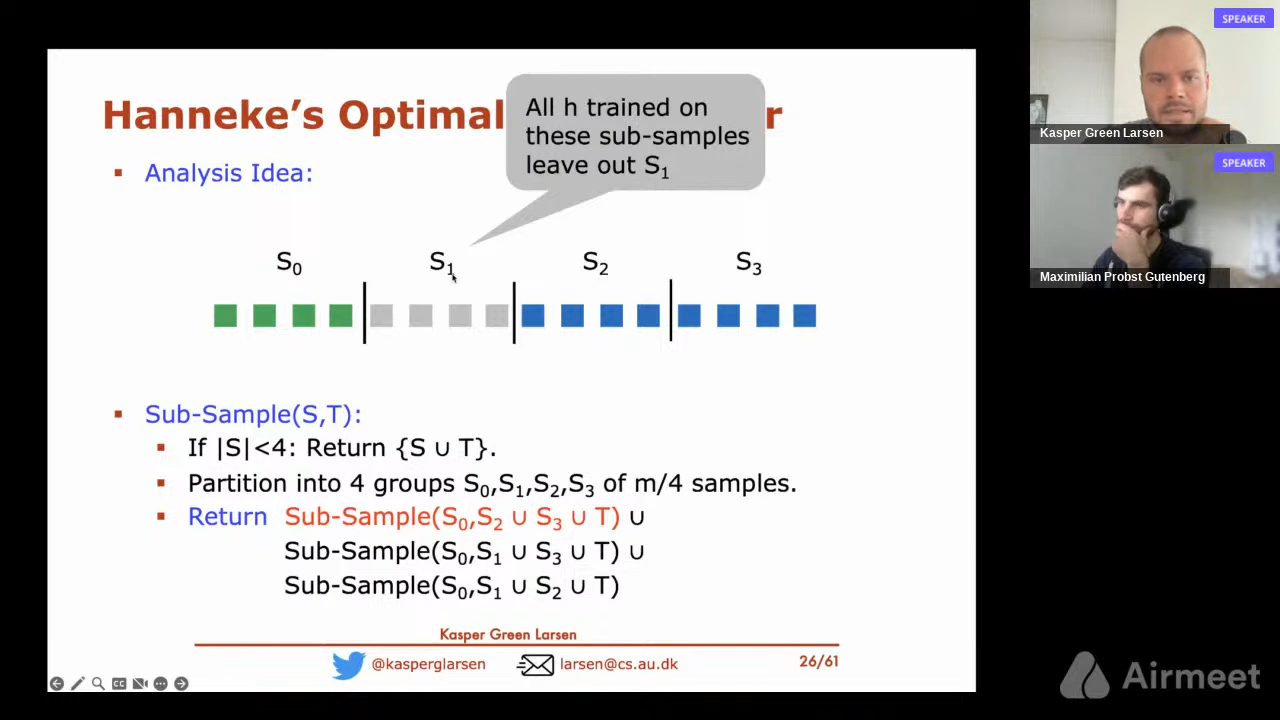 Hanneke's Optimal
r
All h trained on
these sub-samples
leave out S₁
▪ Analysis Idea:
S₀ S₁ S₂ S₃
▪ Sub-Sample(S,T):
▪ If |S|<4: Return {S ∪ T}.
▪ Partition into 4 groups S₀,S₁,S₂,S₃ of m/4 samples.
▪ Return Sub-Sample(S₀,S₂ ∪ S₃ ∪ T) ∪
Sub-Sample(S₀,S₁ ∪ S₃ ∪ T) ∪
Sub-Sample(S₀,S₁ ∪ S₂ ∪ T)
Kasper Green Larsen
@kasperglarsen larsen@cs.au.dk 26/61
CC
SPEAKER
Kasper Green Larsen
SPEAKER
Maximilian Probst Gutenberg
Airmeet